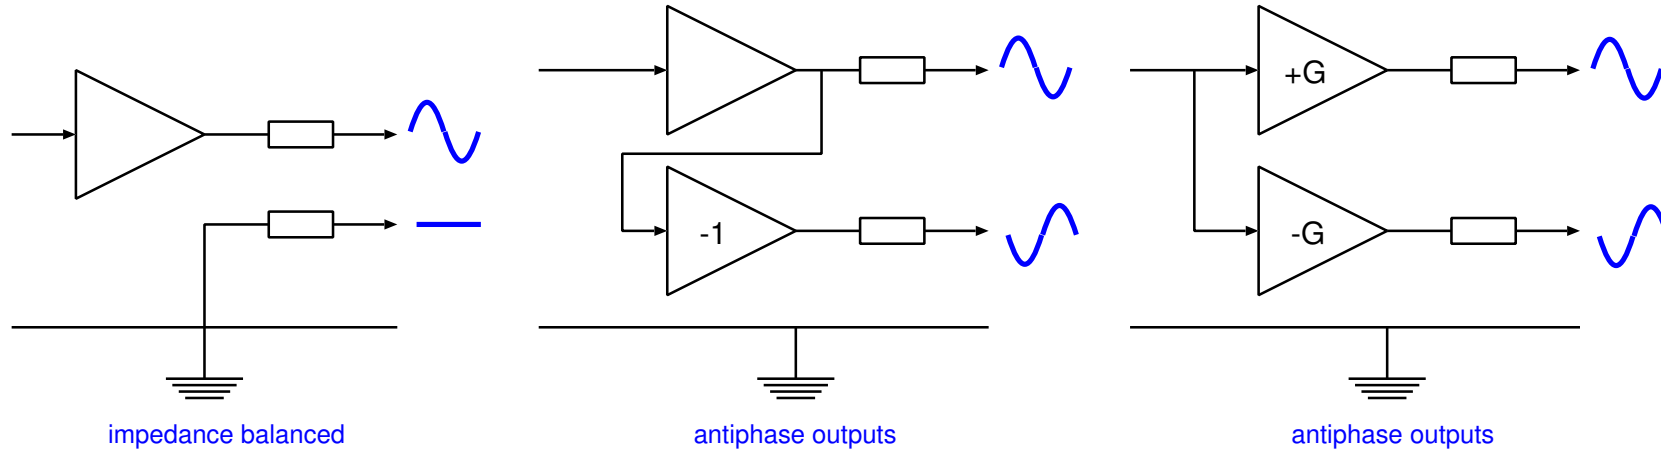 +G
-1
-G
impedance balanced
antiphase outputs
antiphase outputs